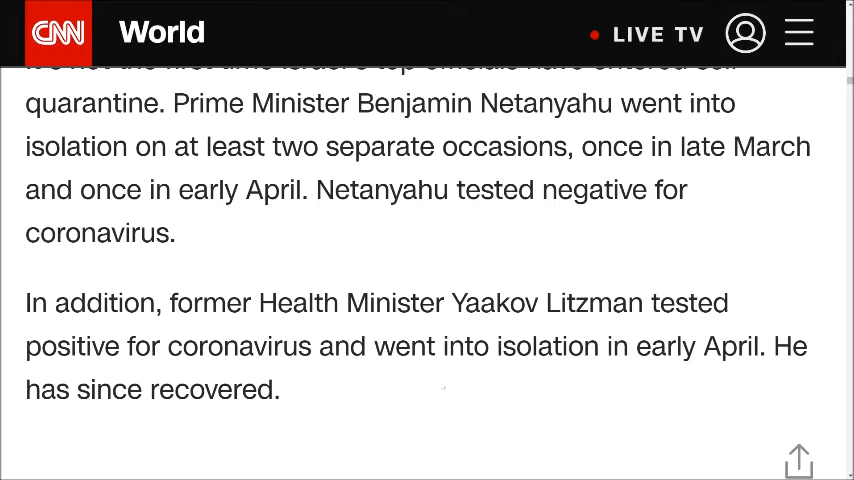 CNN World LIVE TV
quarantine. Prime Minister Benjamin Netanyahu went into
isolation on at least two separate occasions, once in late March
and once in early April. Netanyahu tested negative for
coronavirus.
In addition, former Health Minister Yaakov Litzman tested
positive for coronavirus and went into isolation in early April. He
has since recovered.